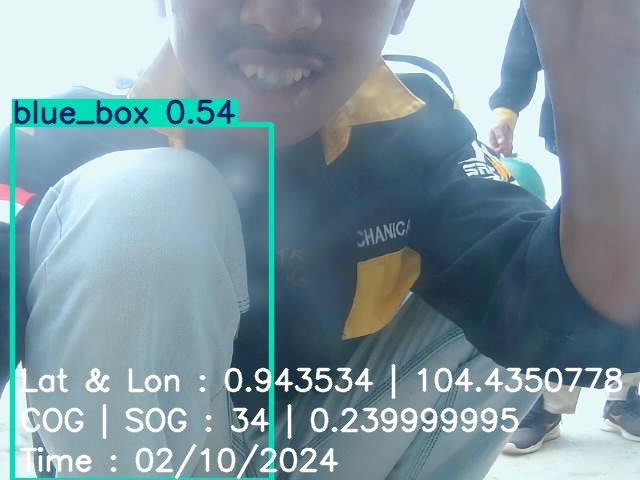 blue_box 0.54
CHANICA
Lat & Lon : 0.943534 | 104.4350778
COG | SOG : 34 | 0.239999995
Time : 02/10/2024